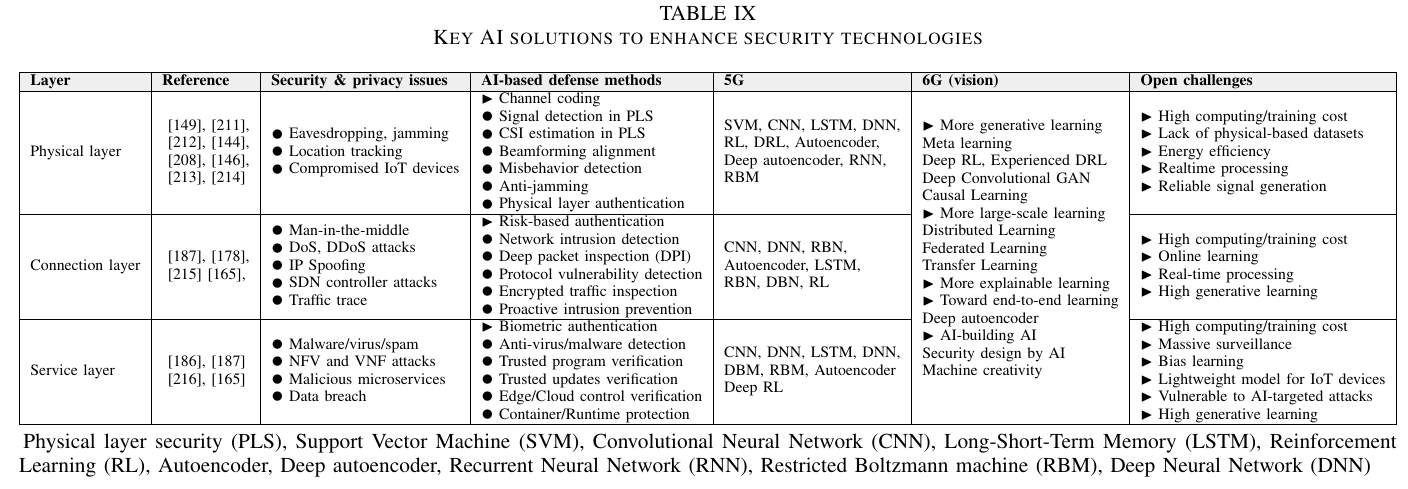 TABLE IX
KEY AI SOLUTIONS TO ENHANCE SECURITY TECHNOLOGIES
Layer Reference Security & privacy issues AI-based defense methods 5G 6G (vision) Open challenges
Physical layer
[149], [211],
[212], [144],
[208], [146],
[213], [214]
● Eavesdropping, jamming
● Location tracking
● Compromised IoT devices
► Channel coding
● Signal detection in PLS
● CSI estimation in PLS
● Beamforming alignment
● Misbehavior detection
● Anti-jamming
● Physical layer authentication
SVM, CNN, LSTM, DNN,
RL, DRL, Autoencoder,
Deep autoencoder, RNN,
RBM
► More generative learning
Meta learning
Deep RL, Experienced DRL
Deep Convolutional GAN
Causal Learning
► More large-scale learning
Distributed Learning
Federated Learning
Transfer Learning
► More explainable learning
► Toward end-to-end learning
Deep autoencoder
► AI-building AI
Security design by AI
Machine creativity
► High computing/training cost
► Lack of physical-based datasets
► Energy efficiency
► Realtime processing
► Reliable signal generation
Connection layer
[187], [178],
[215] [165],
● Man-in-the-middle
● DoS, DDoS attacks
● IP Spoofing
● SDN controller attacks
● Traffic trace
► Risk-based authentication
● Network intrusion detection
● Deep packet inspection (DPI)
● Protocol vulnerability detection
● Encrypted traffic inspection
● Proactive intrusion prevention
CNN, DNN, RBN,
Autoencoder, LSTM,
RBN, DBN, RL
► High computing/training cost
► Online learning
► Real-time processing
► High generative learning
Service layer
[186], [187]
[216], [165]
● Malware/virus/spam
● NFV and VNF attacks
● Malicious microservices
● Data breach
► Biometric authentication
● Anti-virus/malware detection
● Trusted program verification
● Trusted updates verification
● Edge/Cloud control verification
● Container/Runtime protection
CNN, DNN, LSTM, DNN,
DBM, RBM, Autoencoder
Deep RL
► High computing/training cost
► Massive surveillance
► Bias learning
► Lightweight model for IoT devices
► Vulnerable to AI-targeted attacks
► High generative learning
Physical layer security (PLS), Support Vector Machine (SVM), Convolutional Neural Network (CNN), Long-Short-Term Memory (LSTM), Reinforcement
Learning (RL), Autoencoder, Deep autoencoder, Recurrent Neural Network (RNN), Restricted Boltzmann machine (RBM), Deep Neural Network (DNN)